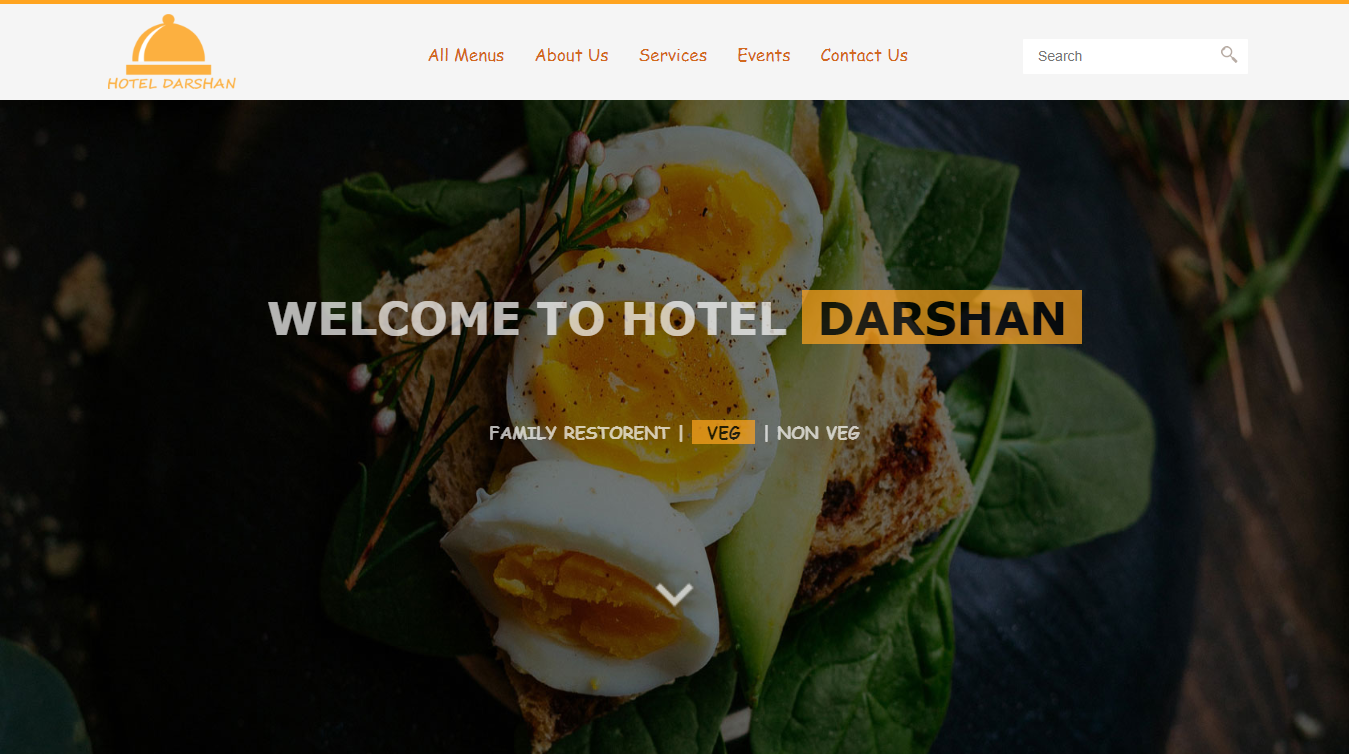 HOTEL DARSHAN
All Menus About Us Services Events Contact Us
Search
WELCOME TO HOTEL DARSHAN
FAMILY RESTORENT | VEG | NON VEG